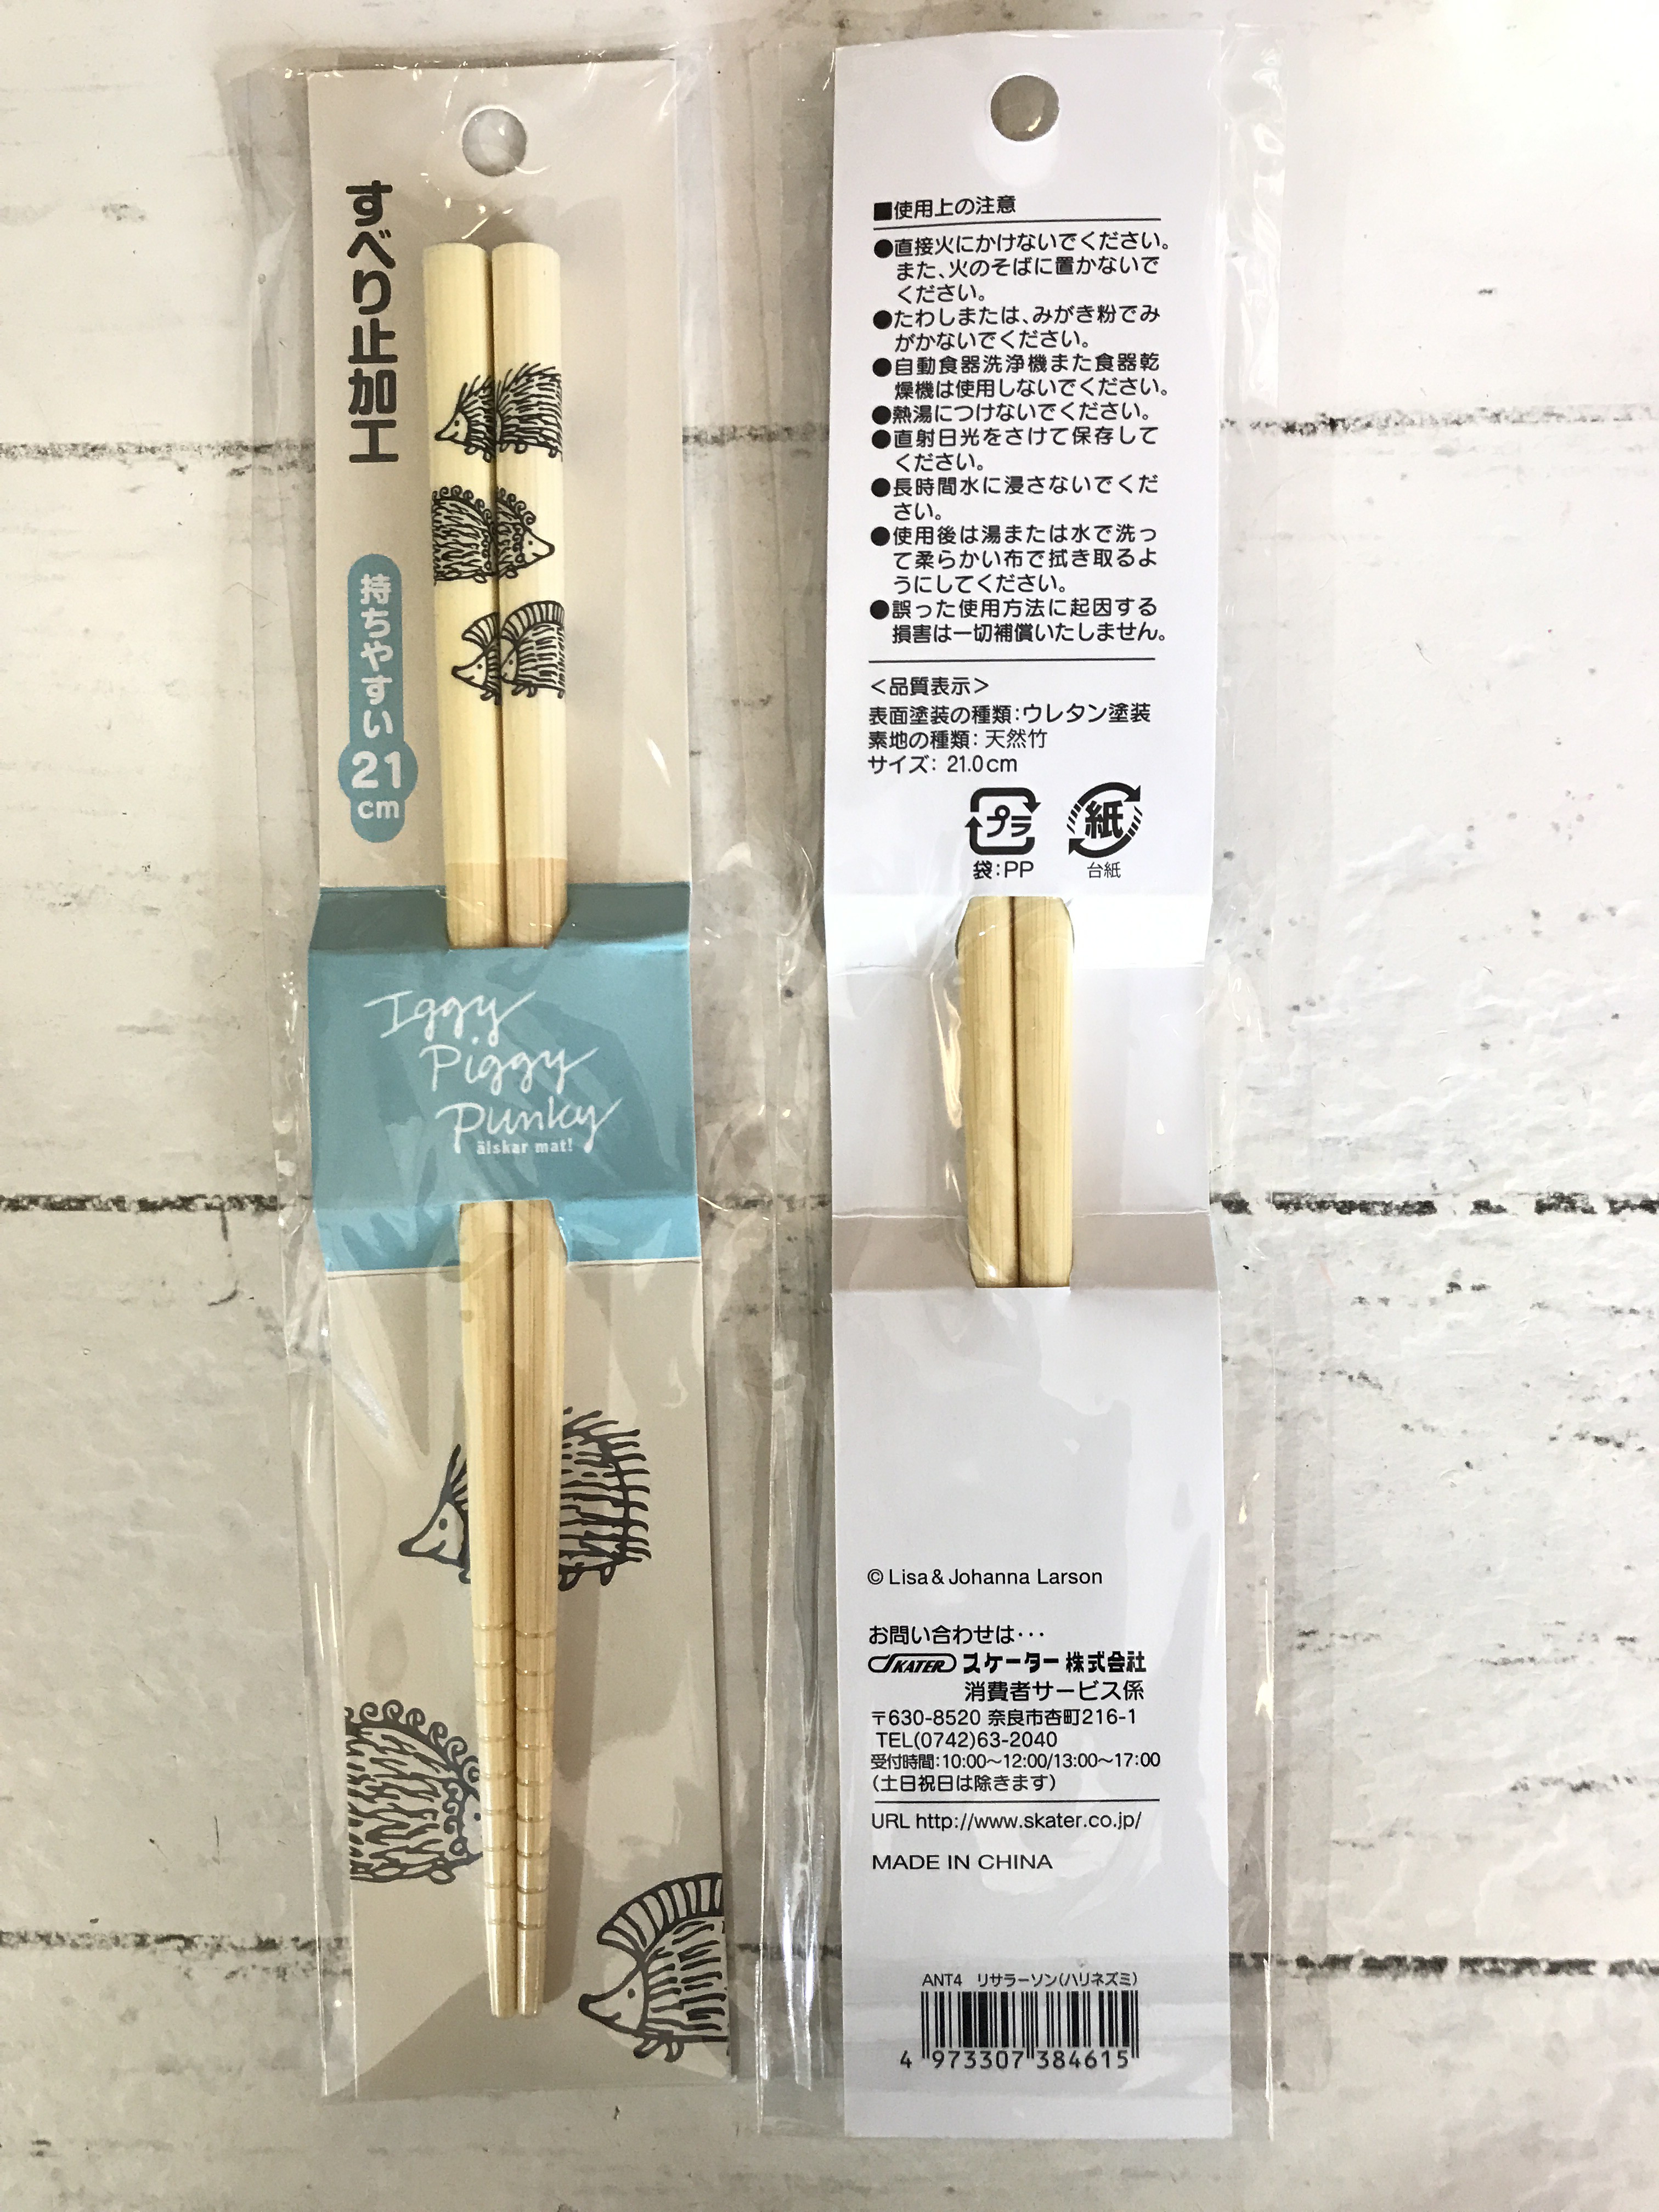 すべり止加工
持ちやすい
21
cm
Iggy
Piggy
Punky
älskar mat!
■使用上の注意
●直接火にかけないでください。
また、火のそばに置かないで
ください。
●たわしまたは、みがき粉でみ
がかないでください。
●自動食器洗浄機また食器乾
燥機は使用しないでください。
●熱湯につけないでください。
●直射日光をさけて保存して
ください。
●長時間水に浸さないでくだ
さい。
●使用後は湯または水で洗っ
て柔らかい布で拭き取るよ
うにしてください。
●誤った使用方法に起因する
損害は一切補償いたしません。
＜品質表示＞
表面塗装の種類：ウレタン塗装
素地の種類：天然竹
サイズ：21.0cm
プラ 紙
袋：PP 台紙
© Lisa & Johanna Larson
お問い合わせは･･･
SKATER スケーター株式会社
消費者サービス係
〒630-8520 奈良市杏町216-1
TEL(0742)63-2040
受付時間：10:00〜12:00/13:00〜17:00
（土日祝日は除きます）
URL http://www.skater.co.jp/
MADE IN CHINA
ANT4 リサラーソン(ハリネズミ)
4 973307 384615